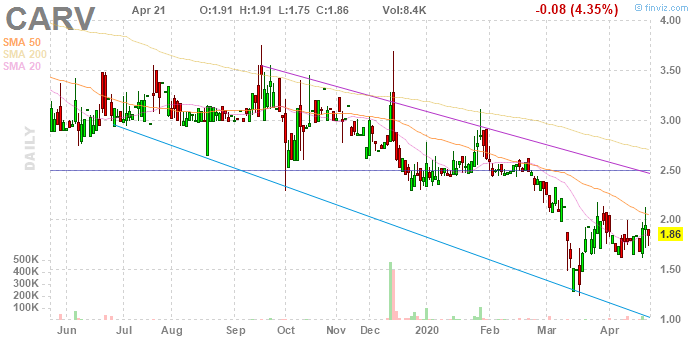 CARV
Apr 21 O:1.91 H:1.91 L:1.75 C:1.86 Vol:8.4K -0.08 (4.35%)
© finviz.com
SMA 50
SMA 200
SMA 20
DAILY
4.00
3.50
3.00
2.50
2.00
1.86
1.50
1.00
500K
400K
300K
200K
100K
Jun Jul Aug Sep Oct Nov Dec 2020 Feb Mar Apr